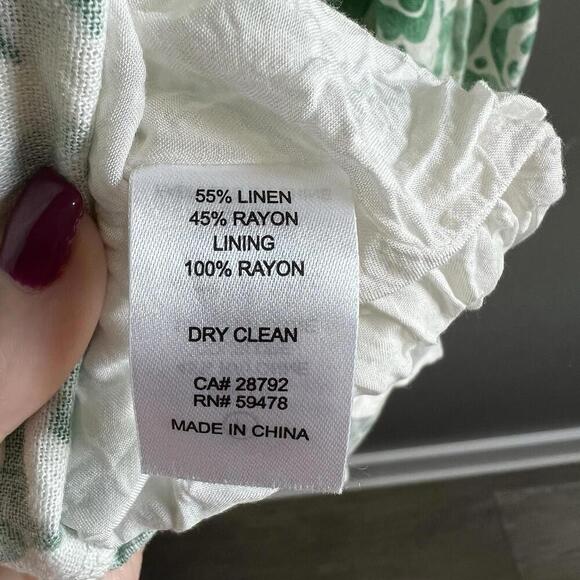 55% LINEN
45% RAYON
LINING
100% RAYON
DRY CLEAN
CA# 28792
RN# 59478
MADE IN CHINA